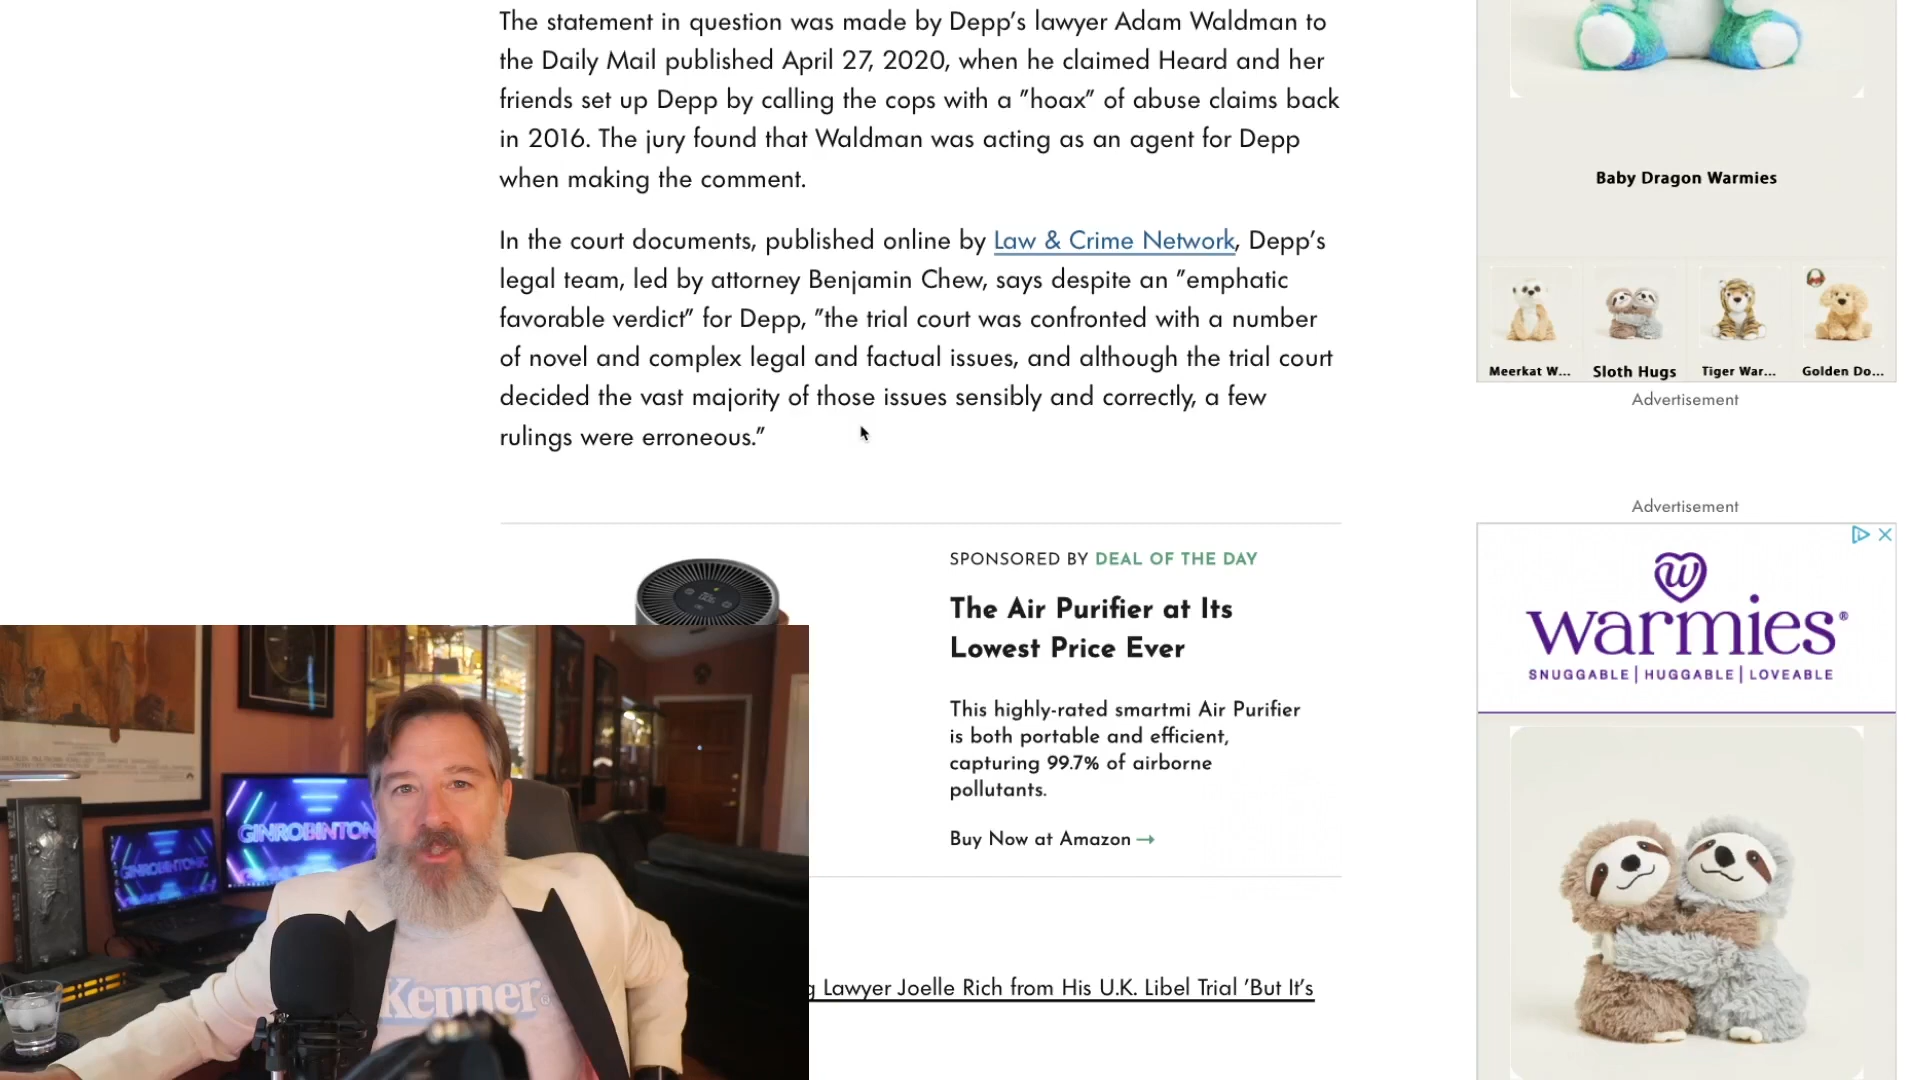 The statement in question was made by Depp’s lawyer Adam Waldman to
the Daily Mail published April 27, 2020, when he claimed Heard and her
friends set up Depp by calling the cops with a ”hoax” of abuse claims back
in 2016. The jury found that Waldman was acting as an agent for Depp
when making the comment.
In the court documents, published online by Law & Crime Network, Depp’s
legal team, led by attorney Benjamin Chew, says despite an ”emphatic
favorable verdict” for Depp, ”the trial court was confronted with a number
of novel and complex legal and factual issues, and although the trial court
decided the vast majority of those issues sensibly and correctly, a few
rulings were erroneous.”
SPONSORED BY DEAL OF THE DAY
The Air Purifier at Its
Lowest Price Ever
This highly-rated smartmi Air Purifier
is both portable and efficient,
capturing 99.7% of airborne
pollutants.
Buy Now at Amazon →
g Lawyer Joelle Rich from His U.K. Libel Trial ’But It’s
Baby Dragon Warmies
Meerkat W...
Sloth Hugs
Tiger War...
Golden Do...
Advertisement
Advertisement
warmies®
SNUGGABLE | HUGGABLE | LOVEABLE
GINROBINTONIC
GINROBINTON
Kenner®